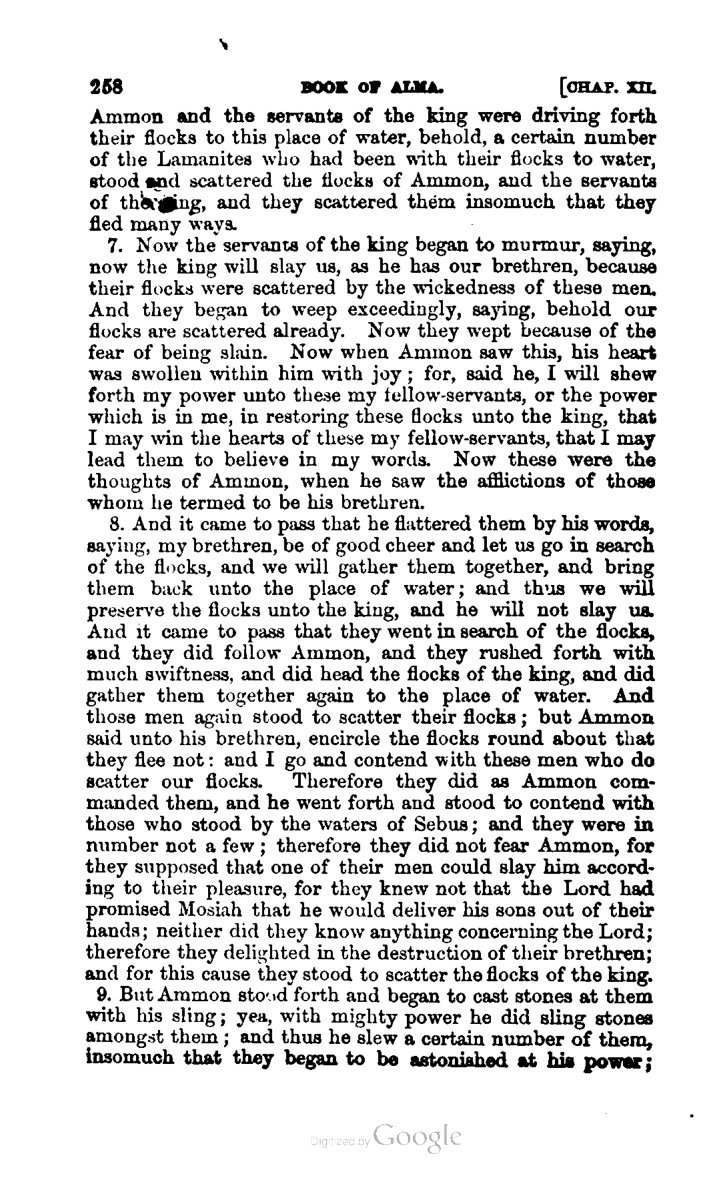 258 BOOK OF ALMA. [CHAP. XII.
Ammon and the servants of the king were driving forth
their flocks to this place of water, behold, a certain number
of the Lamanites who had been with their flocks to water,
stood and scattered the flocks of Ammon, and the servants
of the king, and they scattered them insomuch that they
fled many ways.
7. Now the servants of the king began to murmur, saying,
now the king will slay us, as he has our brethren, because
their flocks were scattered by the wickedness of these men.
And they began to weep exceedingly, saying, behold our
flocks are scattered already. Now they wept because of the
fear of being slain. Now when Ammon saw this, his heart
was swollen within him with joy; for, said he, I will shew
forth my power unto these my fellow-servants, or the power
which is in me, in restoring these flocks unto the king, that
I may win the hearts of these my fellow-servants, that I may
lead them to believe in my words. Now these were the
thoughts of Ammon, when he saw the afflictions of those
whom he termed to be his brethren.
8. And it came to pass that he flattered them by his words,
saying, my brethren, be of good cheer and let us go in search
of the flocks, and we will gather them together, and bring
them back unto the place of water; and thus we will
preserve the flocks unto the king, and he will not slay us.
And it came to pass that they went in search of the flocks,
and they did follow Ammon, and they rushed forth with
much swiftness, and did head the flocks of the king, and did
gather them together again to the place of water. And
those men again stood to scatter their flocks; but Ammon
said unto his brethren, encircle the flocks round about that
they flee not: and I go and contend with these men who do
scatter our flocks. Therefore they did as Ammon com-
manded them, and he went forth and stood to contend with
those who stood by the waters of Sebus; and they were in
number not a few; therefore they did not fear Ammon, for
they supposed that one of their men could slay him accord-
ing to their pleasure, for they knew not that the Lord had
promised Mosiah that he would deliver his sons out of their
hands; neither did they know anything concerning the Lord;
therefore they delighted in the destruction of their brethren;
and for this cause they stood to scatter the flocks of the king.
9. But Ammon stood forth and began to cast stones at them
with his sling; yea, with mighty power he did sling stones
amongst them; and thus he slew a certain number of them,
insomuch that they began to be astonished at his power;
Digitized by Google